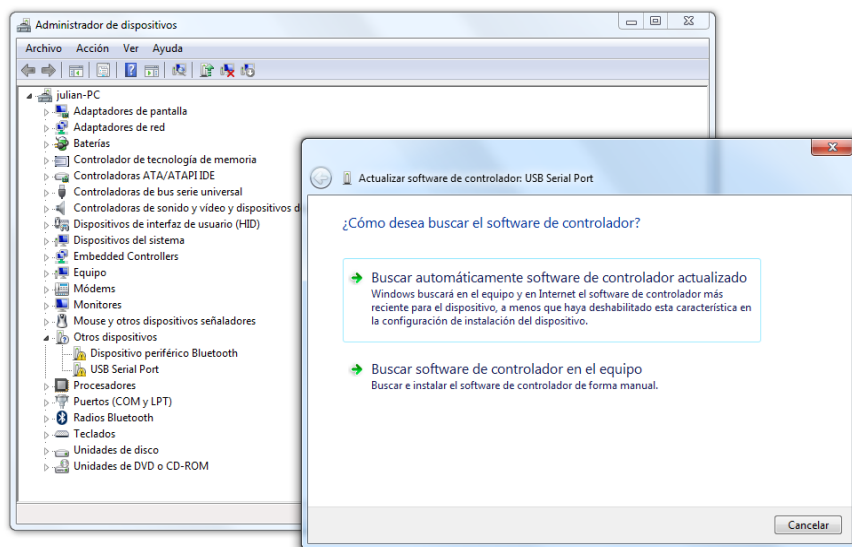 Administrador de dispositivos
Archivo Acción Ver Ayuda
julian-PC
Adaptadores de pantalla
Adaptadores de red
Baterías
Controlador de tecnología de memoria
Controladoras ATA/ATAPI IDE
Controladoras de bus serie universal
Controladoras de sonido y vídeo y dispositivos d
Dispositivos de interfaz de usuario (HID)
Dispositivos del sistema
Embedded Controllers
Equipo
Módems
Monitores
Mouse y otros dispositivos señaladores
Otros dispositivos
Dispositivo periférico Bluetooth
USB Serial Port
Procesadores
Puertos (COM y LPT)
Radios Bluetooth
Teclados
Unidades de disco
Unidades de DVD o CD-ROM
Actualizar software de controlador: USB Serial Port
¿Cómo desea buscar el software de controlador?
Buscar automáticamente software de controlador actualizado
Windows buscará en el equipo y en Internet el software de controlador más
reciente para el dispositivo, a menos que haya deshabilitado esta característica en
la configuración de instalación del dispositivo.
Buscar software de controlador en el equipo
Buscar e instalar el software de controlador de forma manual.
Cancelar